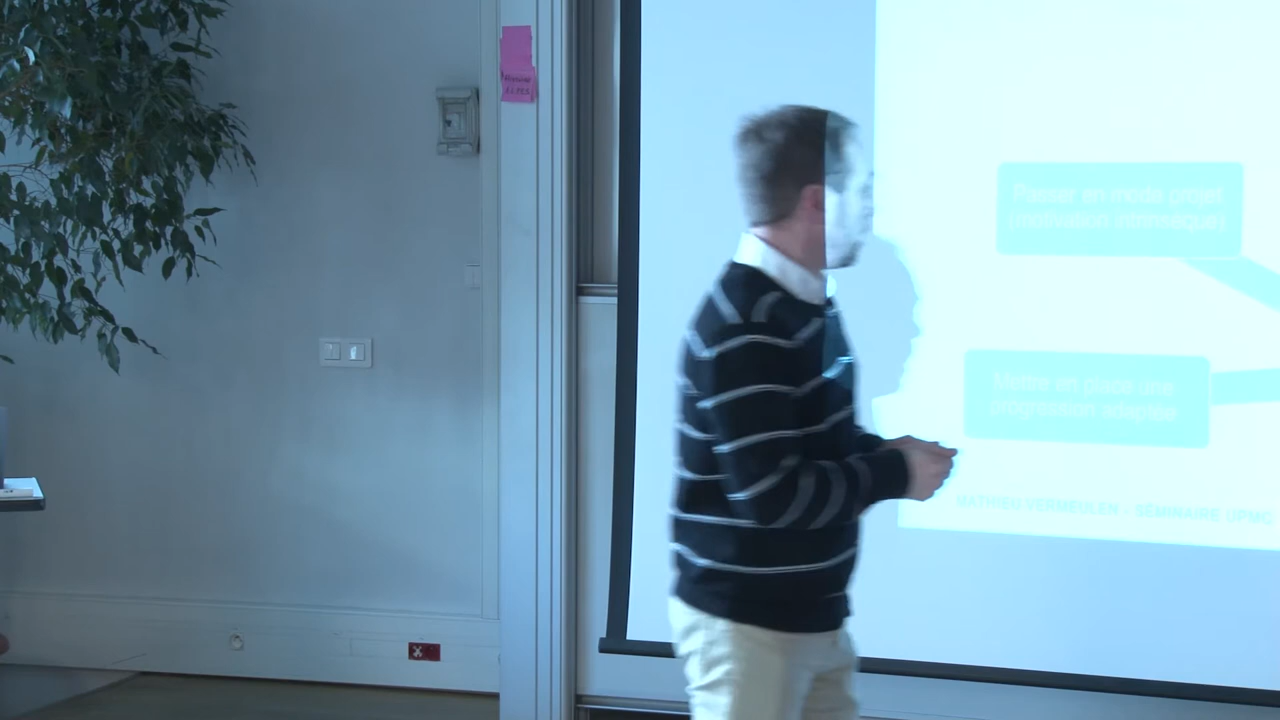 Passer en mode projet
(motivation intrinsèque)
Mettre en place une
progression adaptée
MATHIEU VERMEULEN - SÉMINAIRE UPMC